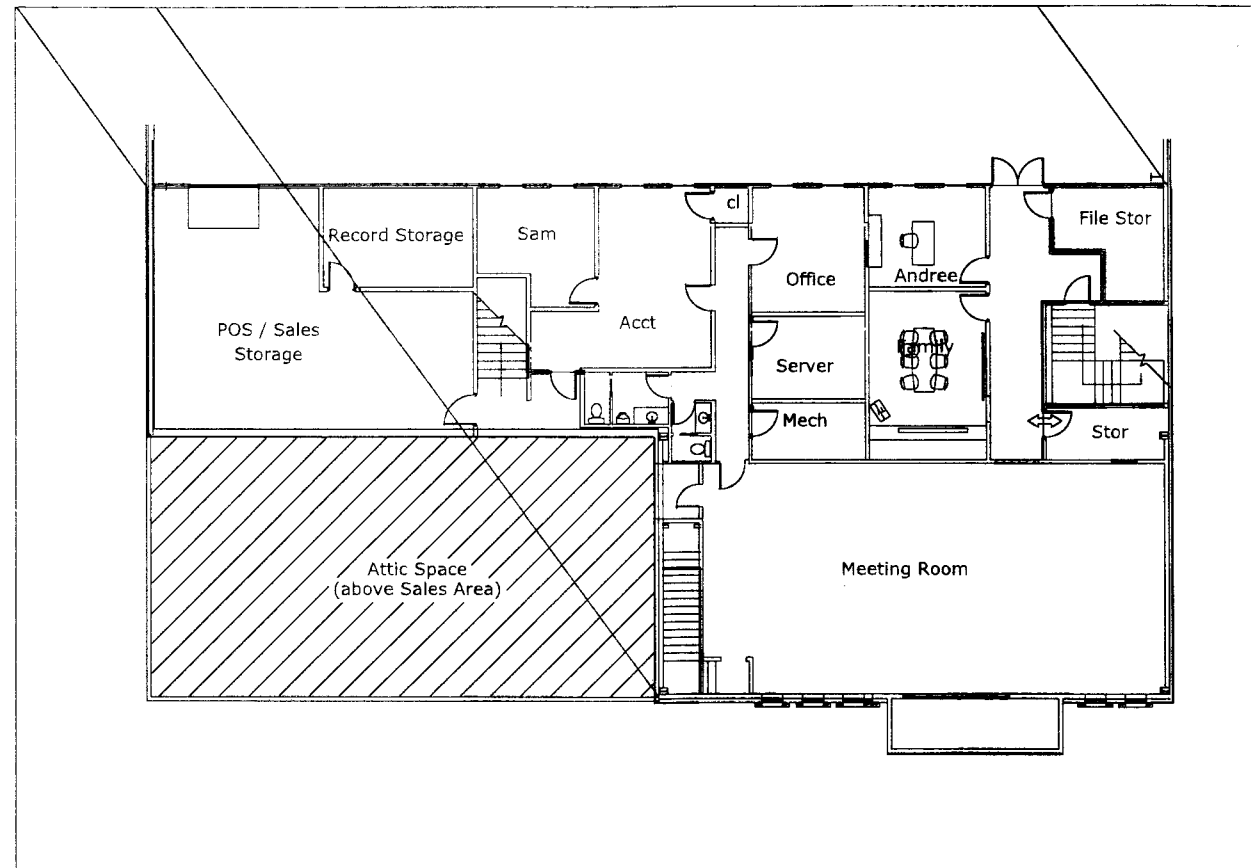 cl
File Stor
Record Storage
Sam
Office
Andree
Acct
POS / Sales
Storage
Family
Server
Mech
Stor
Attic Space
(above Sales Area)
Meeting Room